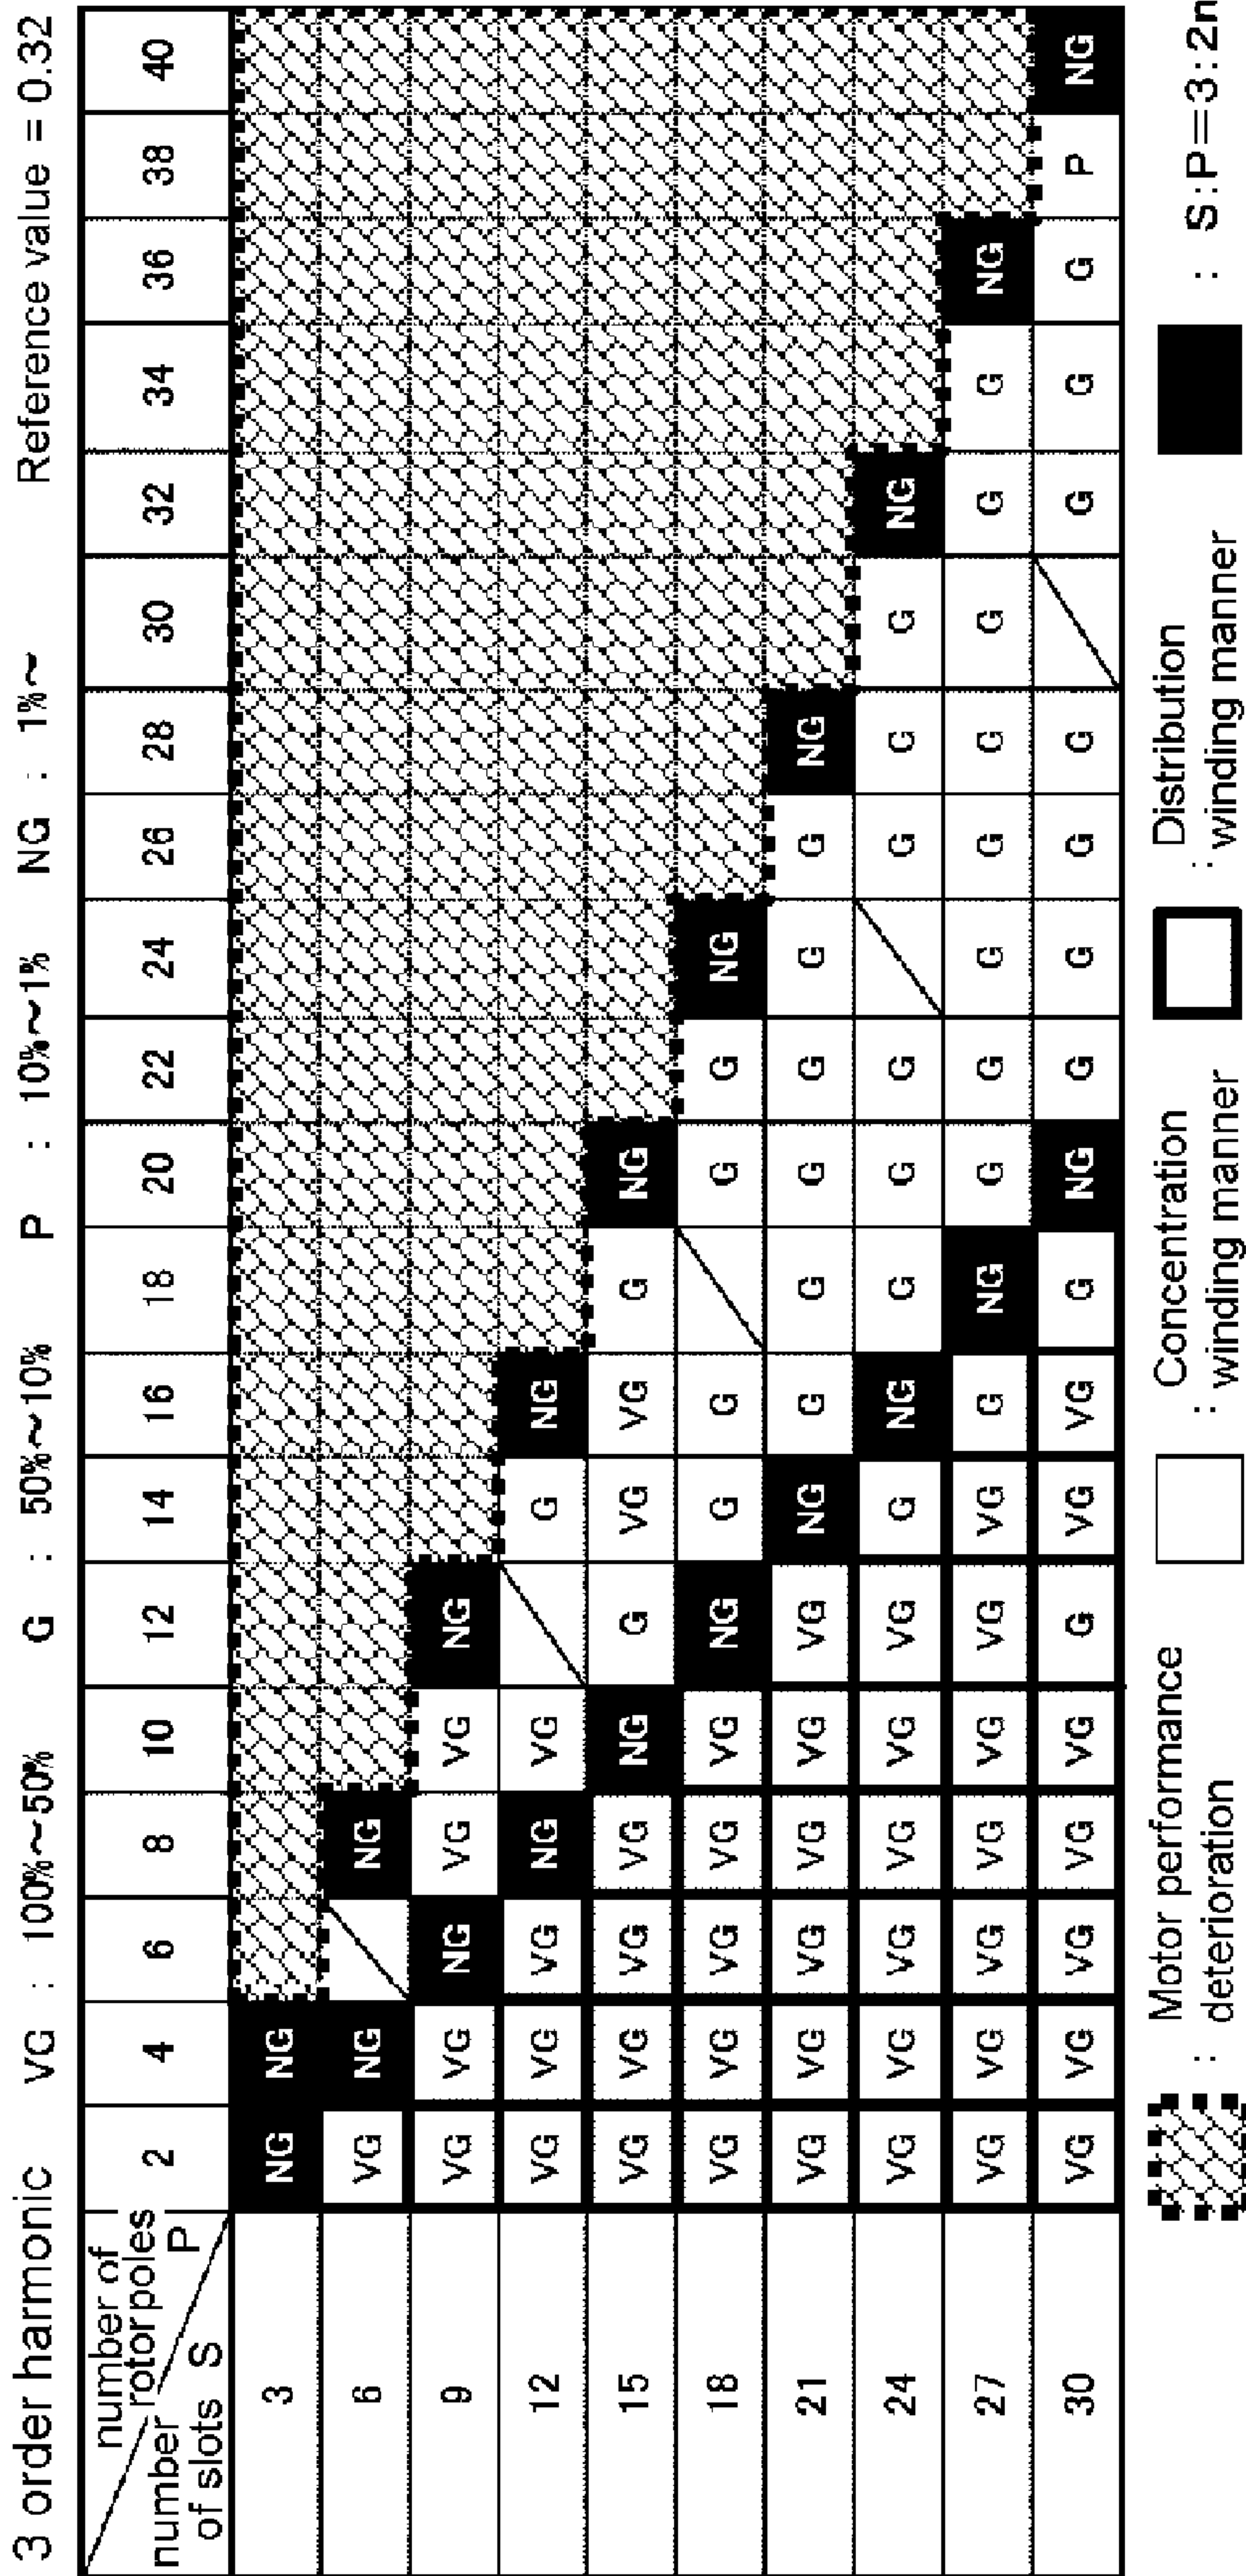 3 order harmonic VG : 100%~50% G : 50%~10% P : 10%~1% NG : 1%~ Reference value = 0.32
number of rotorpoles P
number of slots S
2 4 6 8 10 12 14 16 18 20 22 24 26 28 30 32 34 36 38 40
3 NG NG
6 VG NG NG
9 VG VG NG VG VG NG
12 VG VG VG NG VG G NG
15 VG VG VG VG NG G VG VG G NG
18 VG VG VG VG VG NG G G G G NG
21 VG VG VG VG VG VG NG G G G G G G NG
24 VG VG VG VG VG VG G NG G G G G G G NG
27 VG VG VG VG VG VG VG G NG G G G G G G G G NG
30 VG VG VG VG VG G VG VG G NG G G G G G G G P NG
: Motor performance
deterioration
: Concentration
winding manner
: Distribution
winding manner
: S:P=3:2n